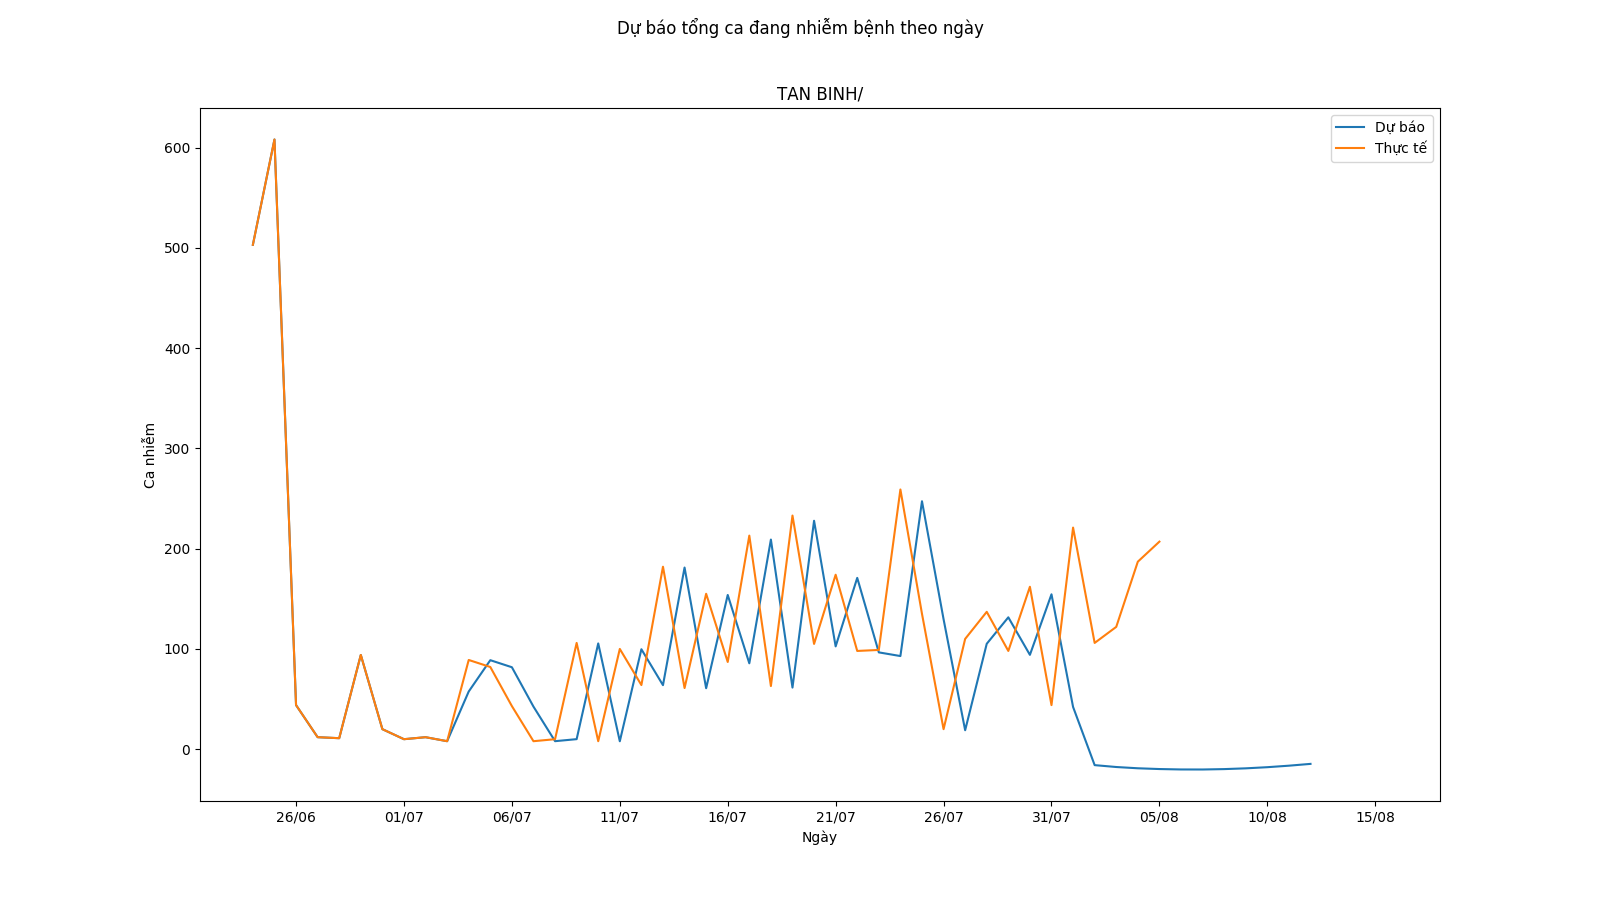 Dự báo tổng ca đang nhiễm bệnh theo ngày
TAN BINH/
Dự báo
Thực tế
600
500
400
300
200
100
0
Ca nhiễm
26/06 01/07 06/07 11/07 16/07 21/07 26/07 31/07 05/08 10/08 15/08
Ngày